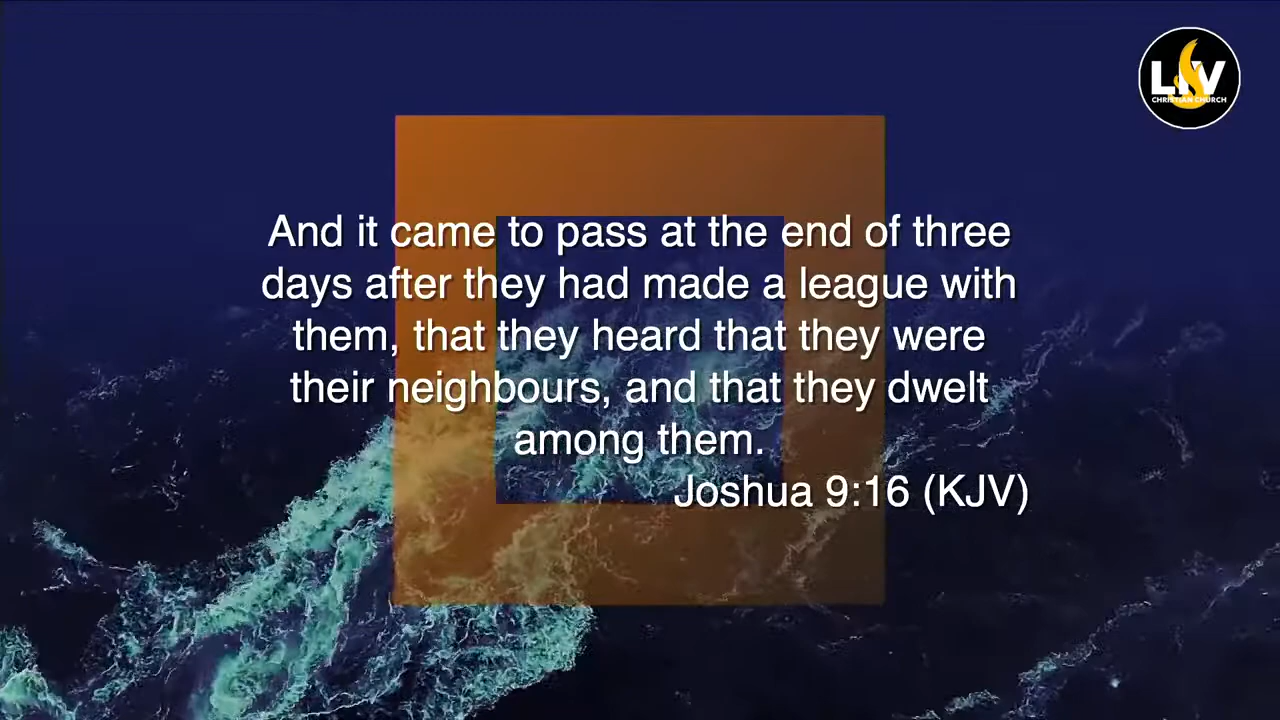 LIV
CHRISTIAN CHURCH
And it came to pass at the end of three
days after they had made a league with
them, that they heard that they were
their neighbours, and that they dwelt
among them.
Joshua 9:16 (KJV)